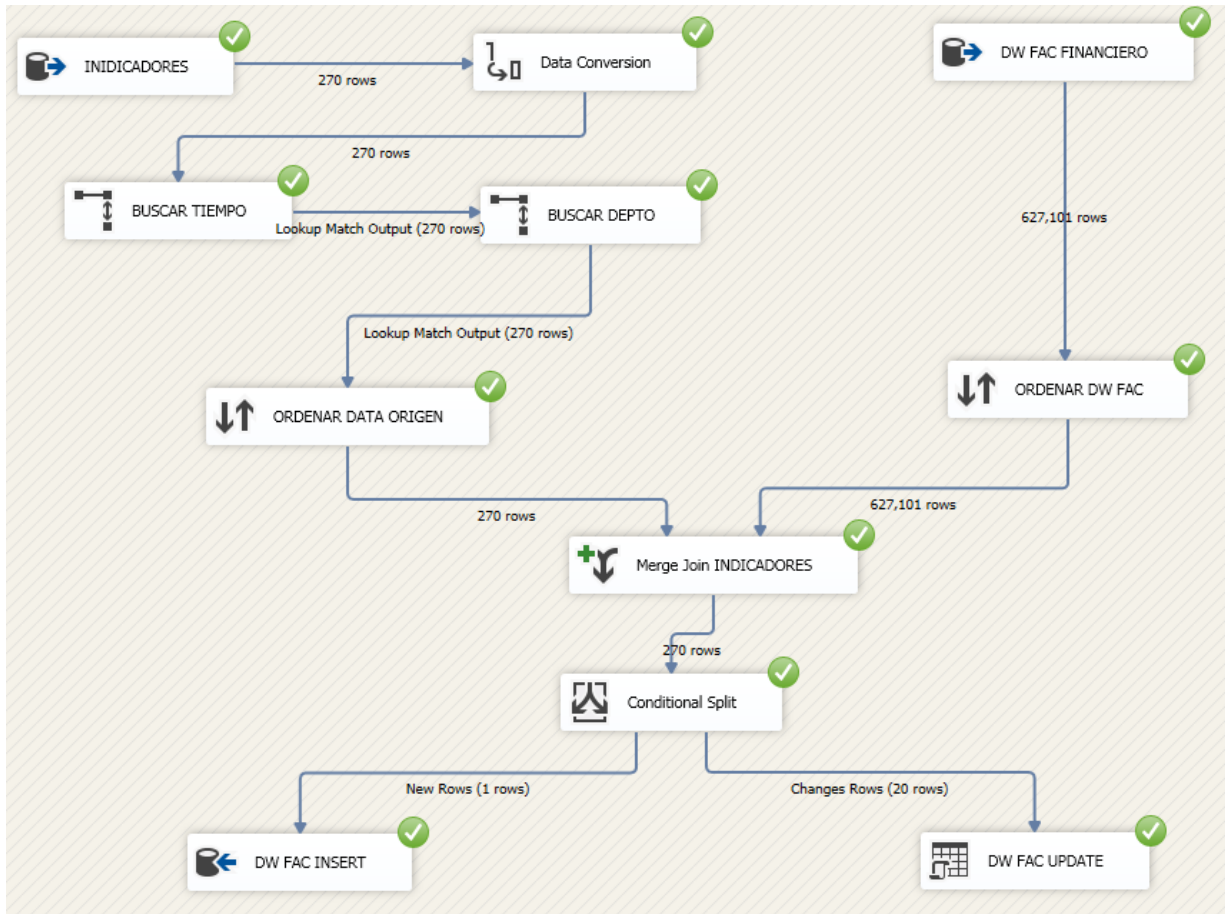 INIDICADORES
270 rows
Data Conversion
DW FAC FINANCIERO
270 rows
BUSCAR TIEMPO
Lookup Match Output (270 rows)
BUSCAR DEPTO
627,101 rows
Lookup Match Output (270 rows)
ORDENAR DATA ORIGEN
ORDENAR DW FAC
270 rows
627,101 rows
Merge Join INDICADORES
270 rows
Conditional Split
New Rows (1 rows)
Changes Rows (20 rows)
DW FAC INSERT
DW FAC UPDATE